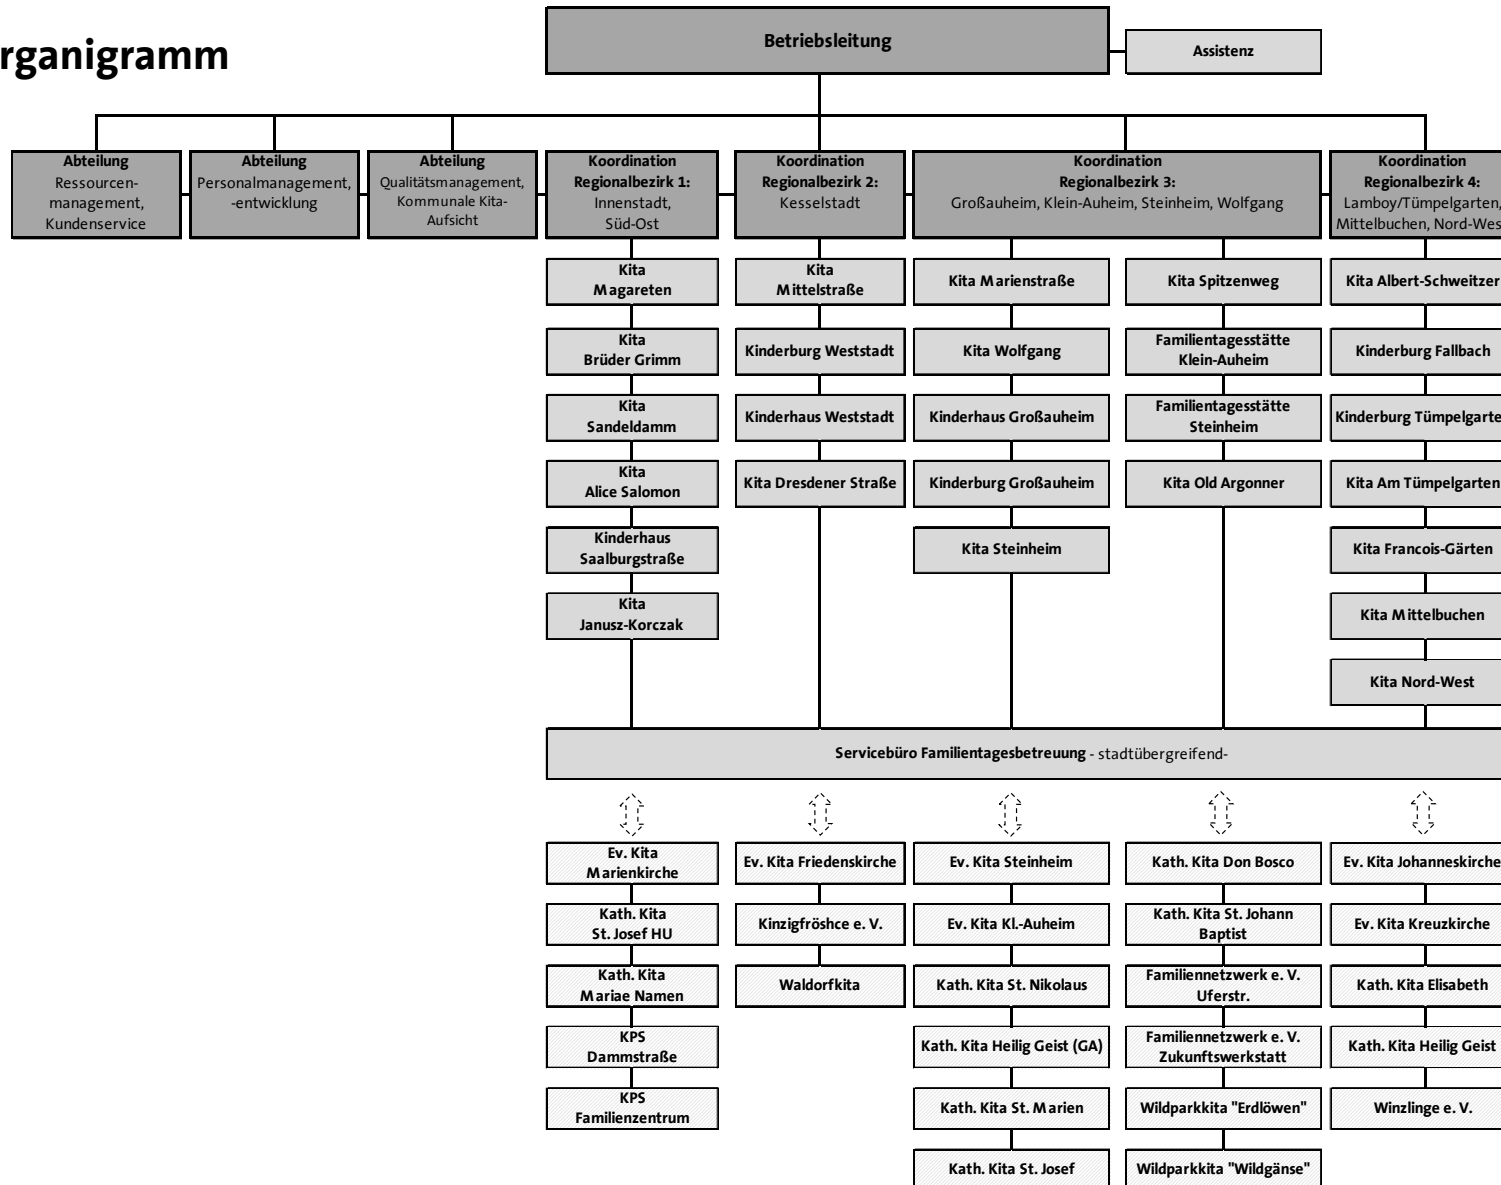 rganigramm
Betriebsleitung
Assistenz
Abteilung
Ressourcen-
management,
Kundenservice
Abteilung
Personalmanagement,
-entwicklung
Abteilung
Qualitätsmanagement,
Kommunale Kita-
Aufsicht
Koordination
Regionalbezirk 1:
Innenstadt,
Süd-Ost
Koordination
Regionalbezirk 2:
Kesselstadt
Koordination
Regionalbezirk 3:
Großauheim, Klein-Auheim, Steinheim, Wolfgang
Koordination
Regionalbezirk 4:
Lamboy/Tümpelgarten,
Mittelbuchen, Nord-Wes
Kita
Magareten
Kita
Brüder Grimm
Kita
Sandeldamm
Kita
Alice Salomon
Kinderhaus
Saalburgstraße
Kita
Janusz-Korczak
Kita
Mittelstraße
Kinderburg Weststadt
Kinderhaus Weststadt
Kita Dresdener Straße
Kita Marienstraße
Kita Wolfgang
Kinderhaus Großauheim
Kinderburg Großauheim
Kita Steinheim
Kita Spitzenweg
Familientagesstätte
Klein-Auheim
Familientagesstätte
Steinheim
Kita Old Argonner
Kita Albert-Schweitzer
Kinderburg Fallbach
Kinderburg Tümpelgarte
Kita Am Tümpelgarten
Kita Francois-Gärten
Kita Mittelbuchen
Kita Nord-West
Servicebüro Familientagesbetreuung - stadtübergreifend-
Ev. Kita
Marienkirche
Kath. Kita
St. Josef HU
Kath. Kita
Mariae Namen
KPS
Dammstraße
KPS
Familienzentrum
Ev. Kita Friedenskirche
Kinzigfröshce e. V.
Waldorfkita
Ev. Kita Steinheim
Ev. Kita Kl.-Auheim
Kath. Kita St. Nikolaus
Kath. Kita Heilig Geist (GA)
Kath. Kita St. Marien
Kath. Kita St. Josef
Kath. Kita Don Bosco
Kath. Kita St. Johann
Baptist
Familiennetzwerk e. V.
Uferstr.
Familiennetzwerk e. V.
Zukunftswerkstatt
Wildparkkita "Erdlöwen"
Wildparkkita "Wildgänse"
Ev. Kita Johanneskirche
Ev. Kita Kreuzkirche
Kath. Kita Elisabeth
Kath. Kita Heilig Geist
Winzlinge e. V.